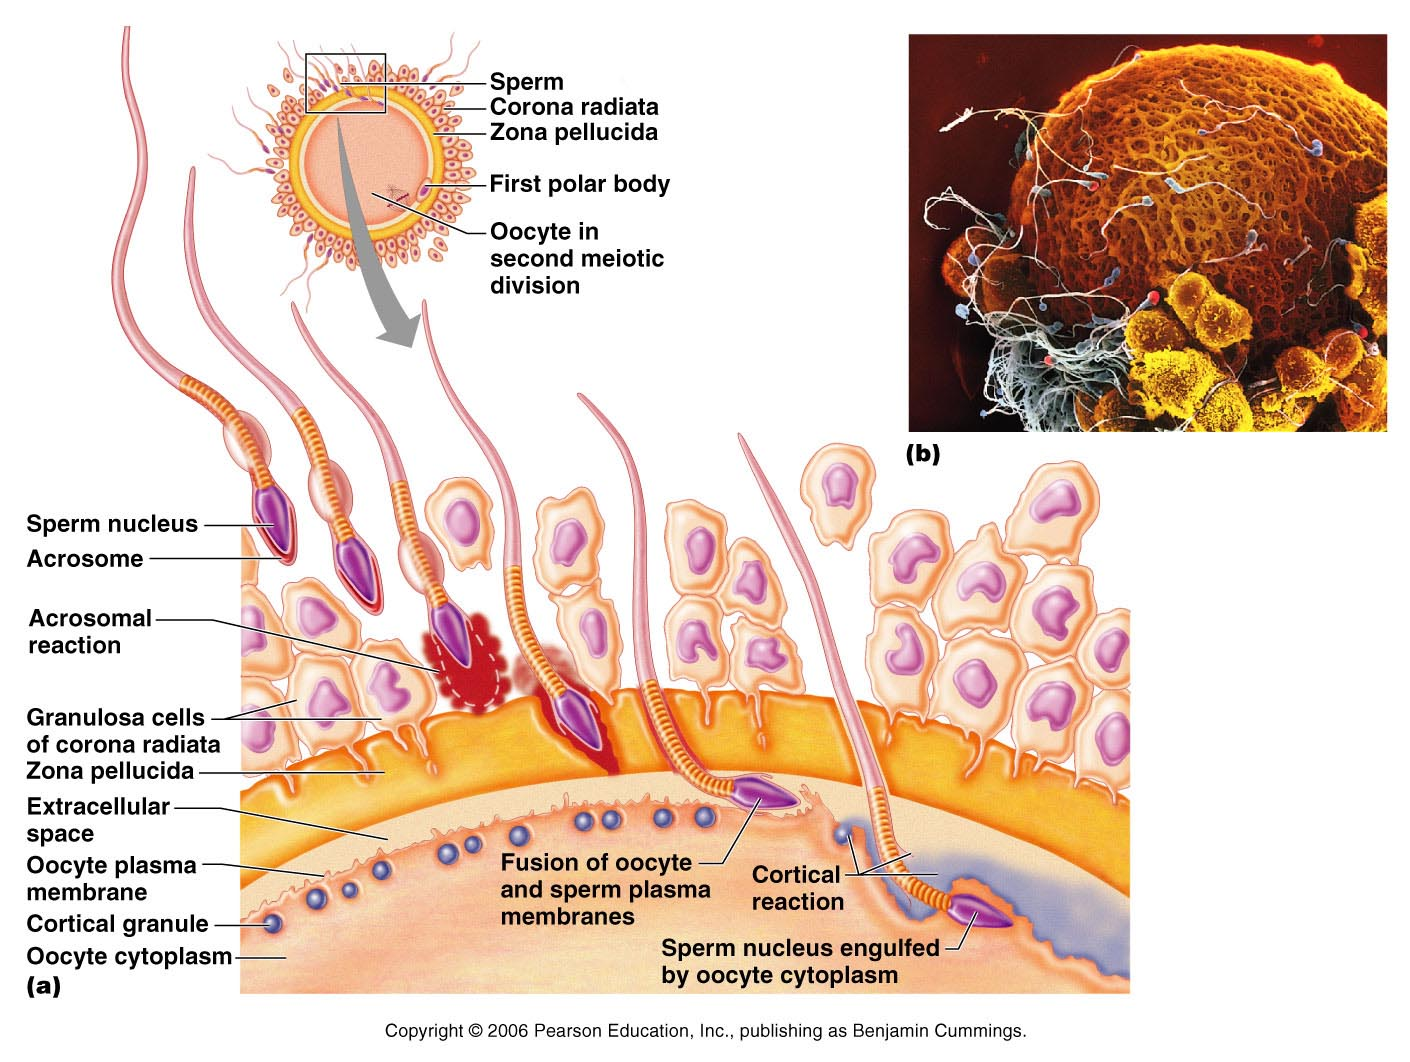 Sperm
Corona radiata
Zona pellucida
First polar body
Oocyte in
second meiotic
division
(b)
Sperm nucleus
Acrosome
Acrosomal
reaction
Granulosa cells
of corona radiata
Zona pellucida
Extracellular
space
Oocyte plasma
membrane
Cortical granule
Oocyte cytoplasm
(a)
Fusion of oocyte
and sperm plasma
membranes
Cortical
reaction
Sperm nucleus engulfed
by oocyte cytoplasm
Copyright © 2006 Pearson Education, Inc., publishing as Benjamin Cummings.